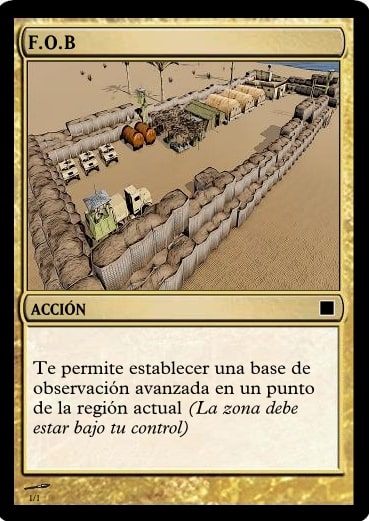 F.O.B
ACCIÓN
Te permite establecer una base de
observación avanzada en un punto
de la región actual (La zona debe
estar bajo tu control)
1/1